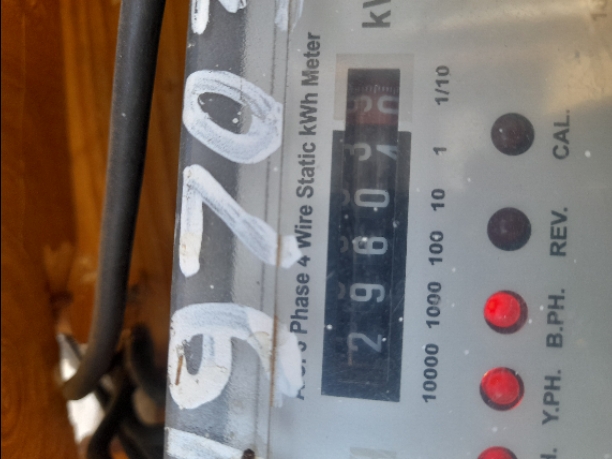 970
Phase 4 Wire Static kWh Meter
2 9 6 0 3 9
10000 1000 100 10 1 1/10
Y.PH. B.PH. REV. CAL.